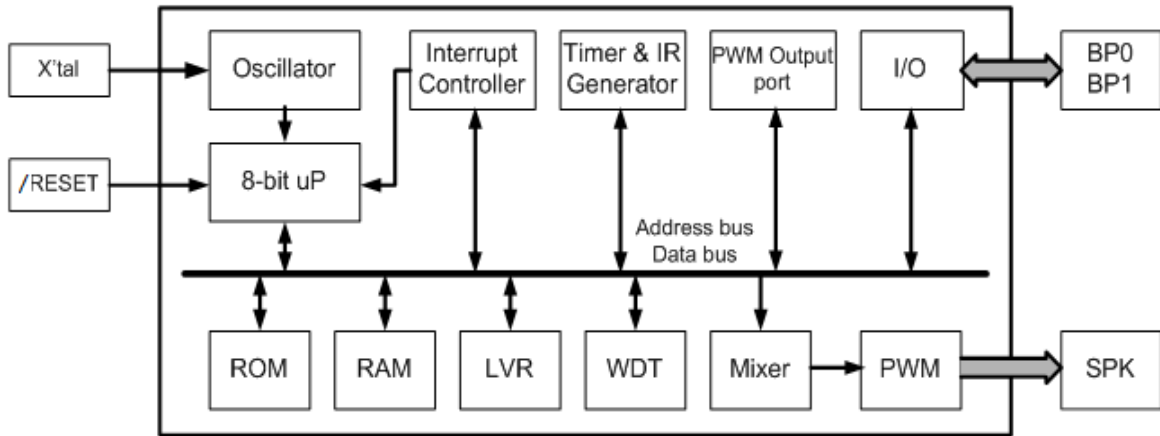 X'tal
Oscillator
Interrupt
Controller
Timer & IR
Generator
PWM Output
port
I/O
BP0
BP1
/RESET
8-bit uP
Address bus
Data bus
ROM
RAM
LVR
WDT
Mixer
PWM
SPK